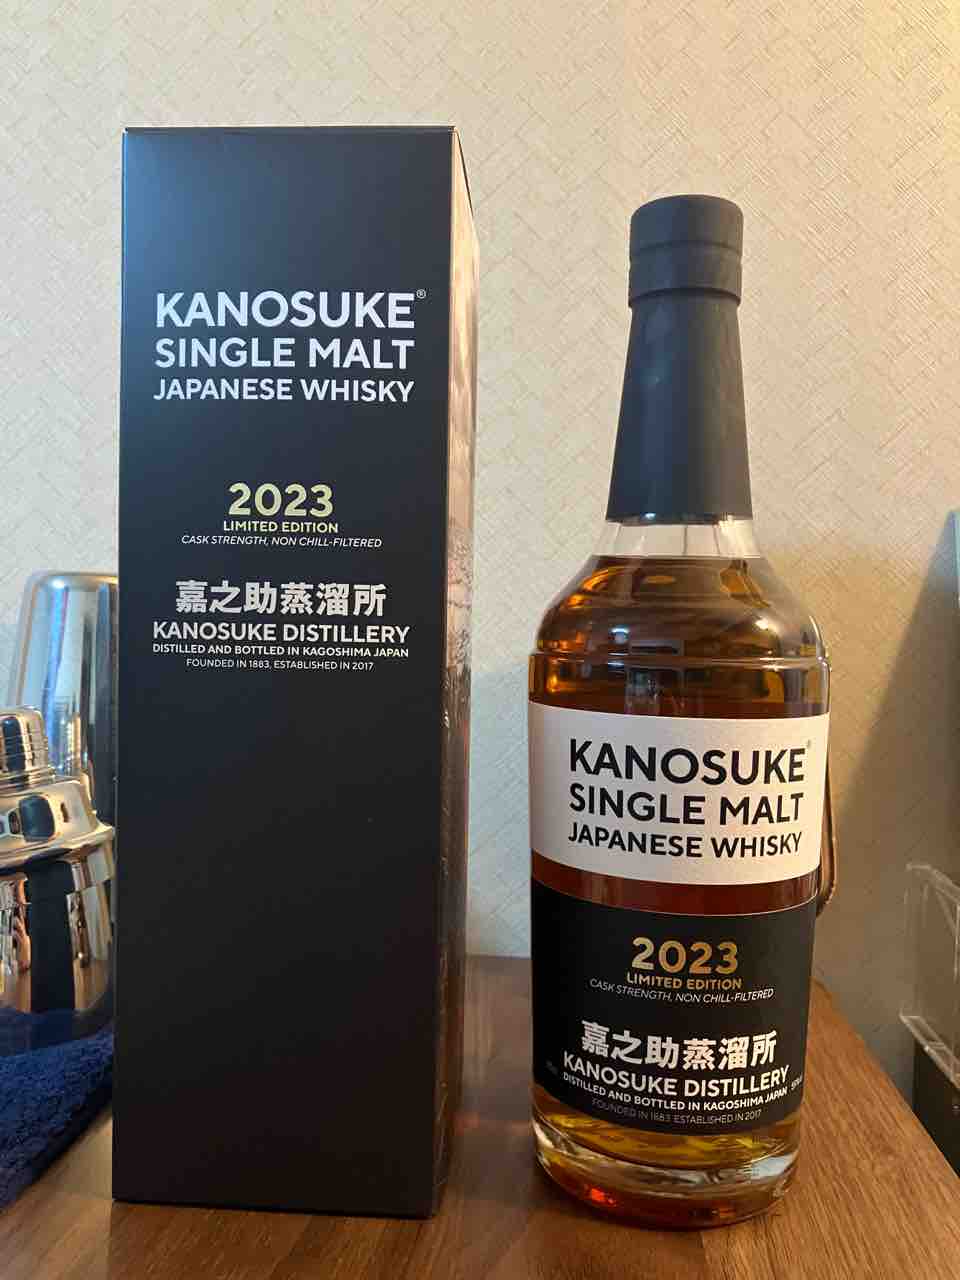 KANOSUKE®
SINGLE MALT
JAPANESE WHISKY
2023
LIMITED EDITION
CASK STRENGTH, NON CHILL-FILTERED
嘉之助蒸溜所
KANOSUKE DISTILLERY
DISTILLED AND BOTTLED IN KAGOSHIMA JAPAN
FOUNDED IN 1883, ESTABLISHED IN 2017
KANOSUKE®
SINGLE MALT
JAPANESE WHISKY
2023
LIMITED EDITION
CASK STRENGTH, NON CHILL-FILTERED
嘉之助蒸溜所
KANOSUKE DISTILLERY
DISTILLED AND BOTTLED IN KAGOSHIMA JAPAN
FOUNDED IN 1883, ESTABLISHED IN 2017